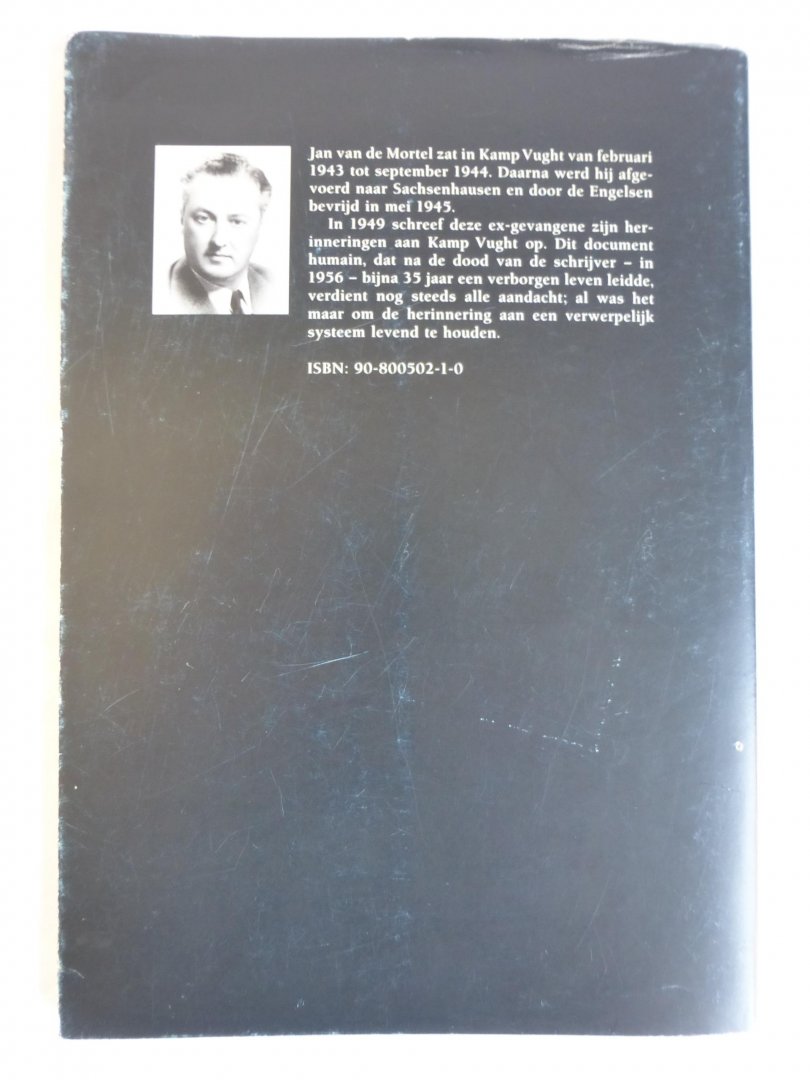 Jan van de Mortel zat in Kamp Vught van februari
1943 tot september 1944. Daarna werd hij afge-
voerd naar Sachsenhausen en door de Engelsen
bevrijd in mei 1945.
In 1949 schreef deze ex-gevangene zijn her-
inneringen aan Kamp Vught op. Dit document
humain, dat na de dood van de schrijver – in
1956 – bijna 35 jaar een verborgen leven leidde,
verdient nog steeds alle aandacht; al was het
maar om de herinnering aan een verwerpelijk
systeem levend te houden.
ISBN: 90-800502-1-0